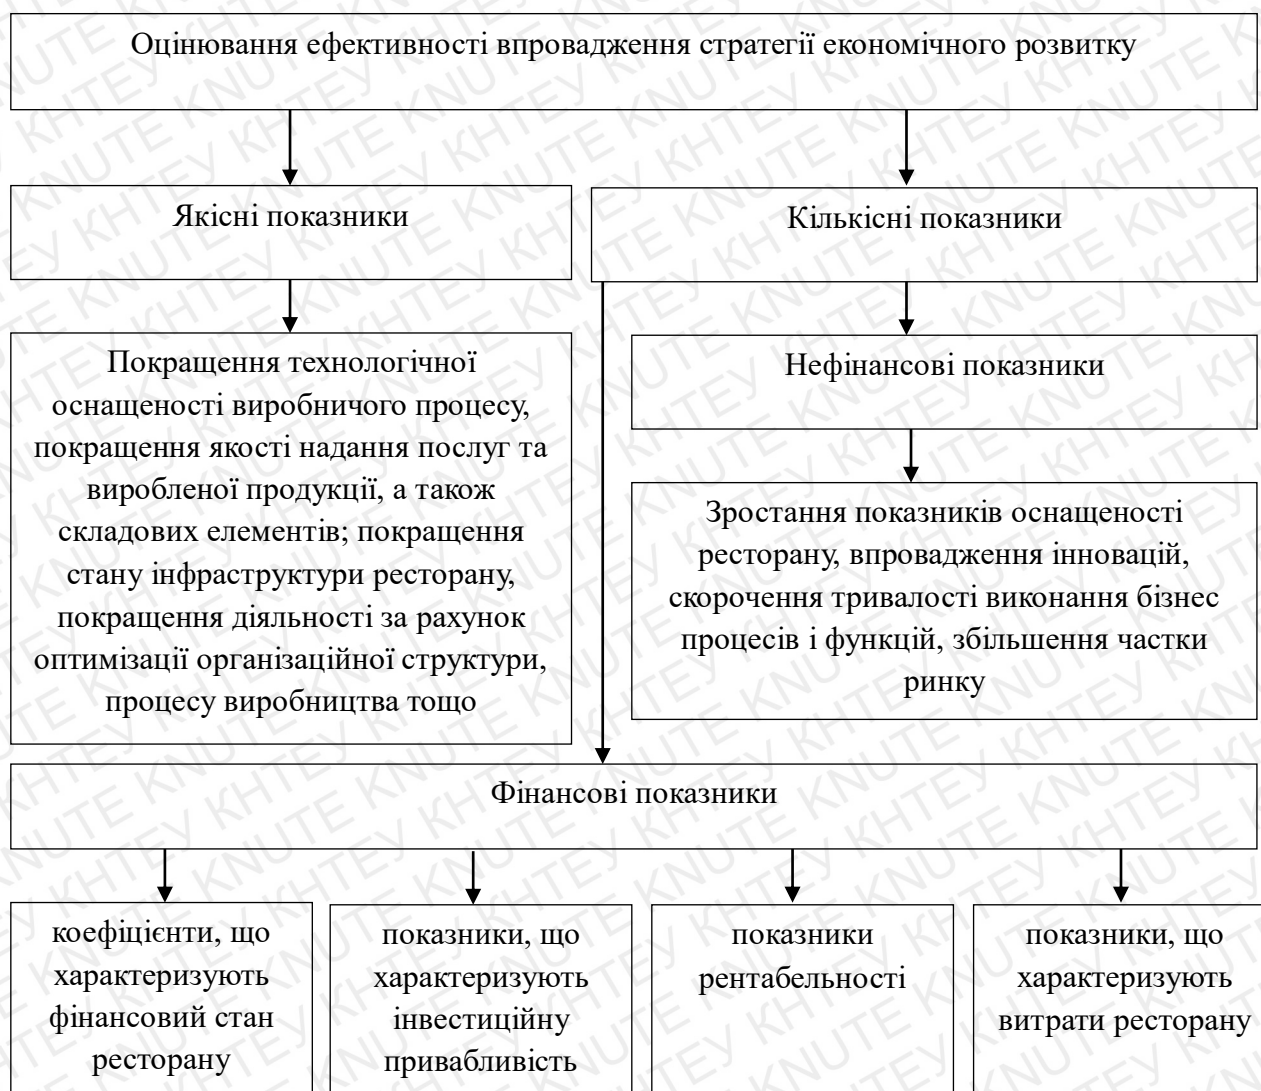 Оцінювання ефективності впровадження стратегії економічного розвитку
Якісні показники
Кількісні показники
Покращення технологічної
оснащеності виробничого процесу,
покращення якості надання послуг та
виробленої продукції, а також
складових елементів; покращення
стану інфраструктури ресторану,
покращення діяльності за рахунок
оптимізації організаційної структури,
процесу виробництва тощо
Нефінансові показники
Зростання показників оснащеності
ресторану, впровадження інновацій,
скорочення тривалості виконання бізнес
процесів і функцій, збільшення частки
ринку
Фінансові показники
коефіцієнти, що
характеризують
фінансовий стан
ресторану
показники, що
характеризують
інвестиційну
привабливість
показники
рентабельності
показники, що
характеризують
витрати ресторану